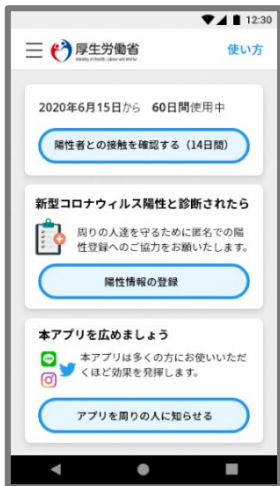 12:30
厚生労働省
Ministry of Health, Labour and Welfare
使い方
2020年6月15日から 60日間使用中
陽性者との接触を確認する（14日間）
新型コロナウィルス陽性と診断されたら
周りの人達を守るために匿名での陽
性登録へのご協力をお願いいたします。
陽性情報の登録
本アプリを広めましょう
本アプリは多くの方にお使いいただ
くほど効果を発揮します。
アプリを周りの人に知らせる